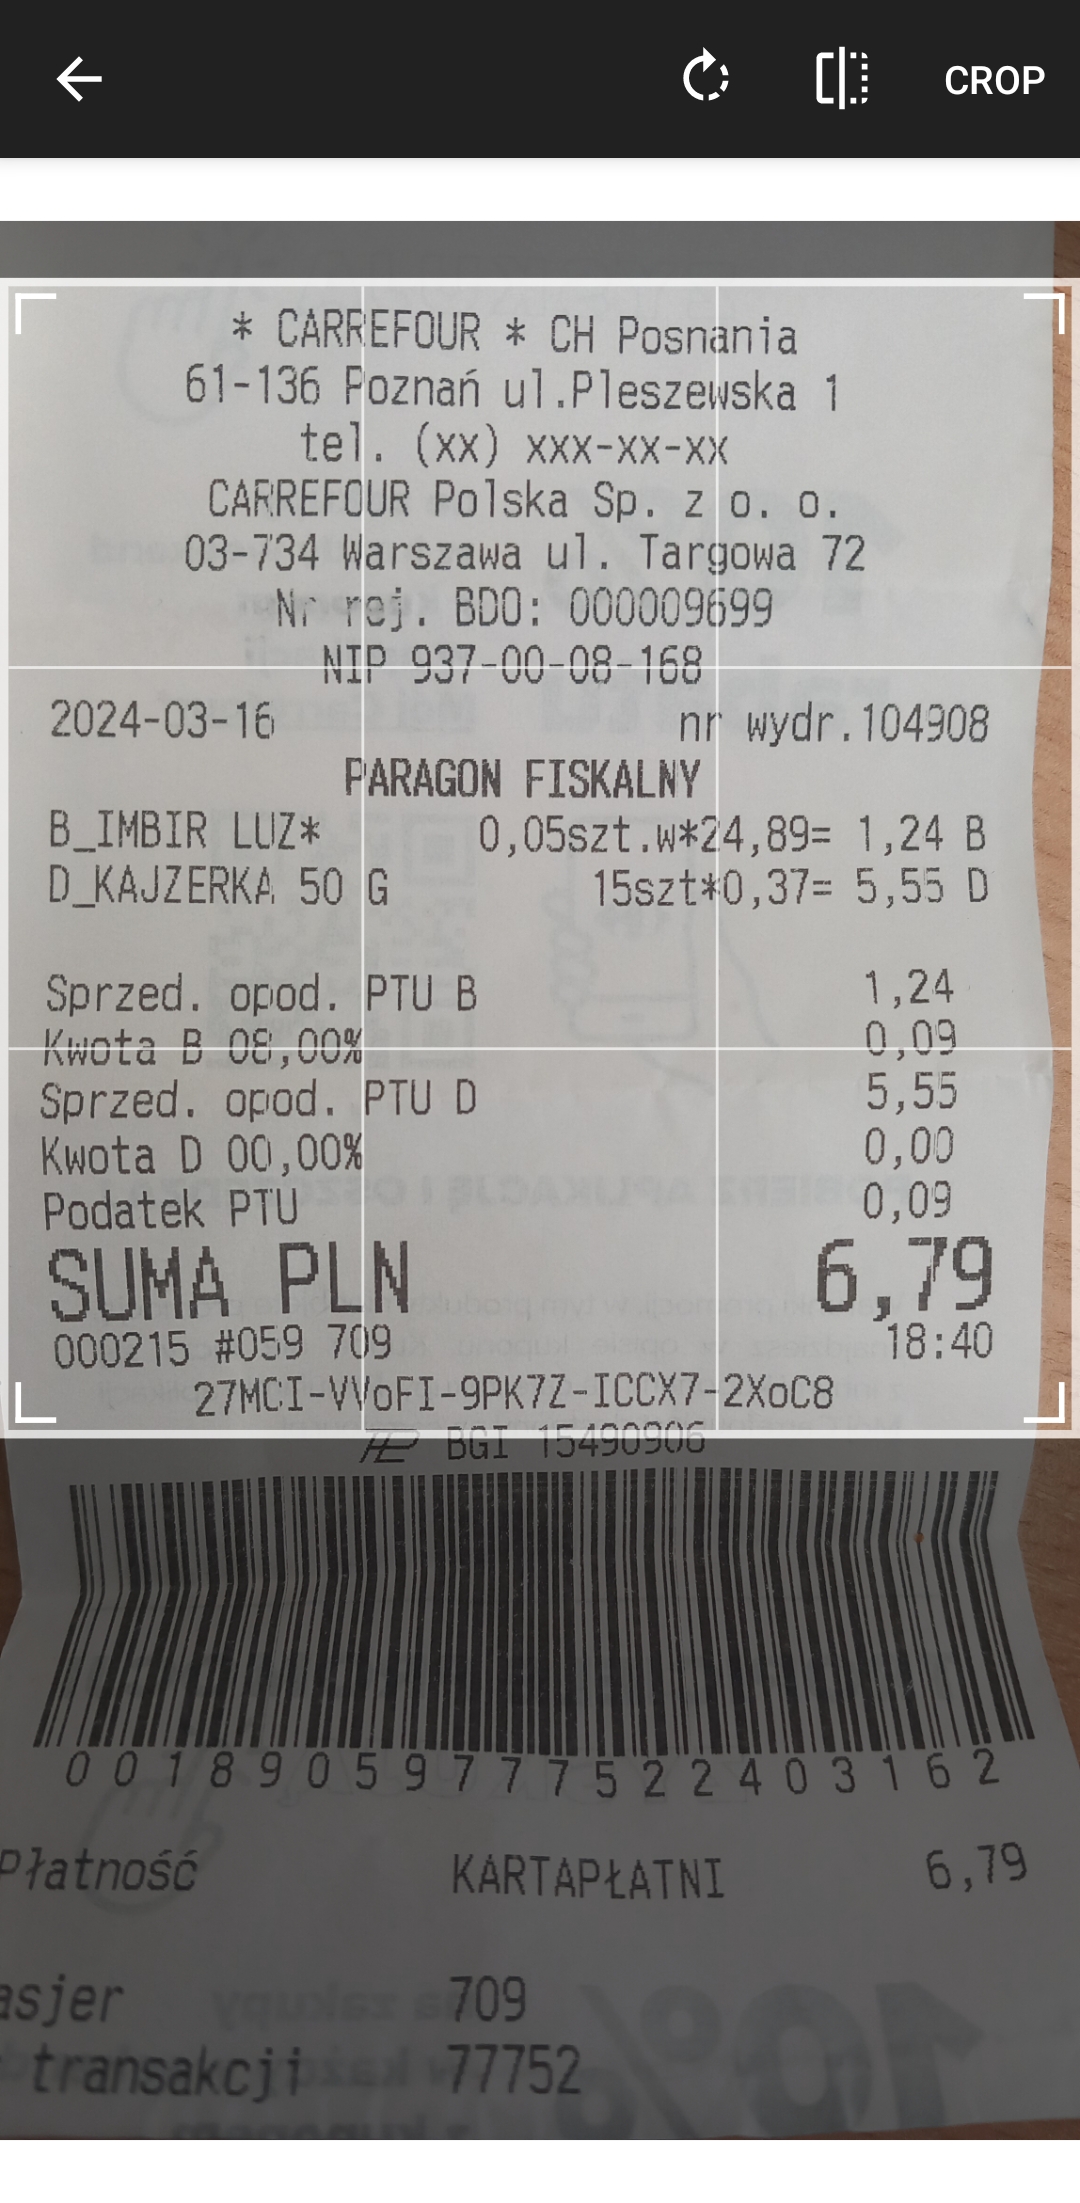 CROP
* CARREFOUR * CH Posnania
61-136 Poznań ul.Pleszewska 1
tel. (xx) xxx-xx-xx
CARREFOUR Polska Sp. z o. o.
03-734 Warszawa ul. Targowa 72
Nr rej. BDO: 000009699
NIP 937-00-08-168
2024-03-16 nr wydr.104908
PARAGON FISKALNY
B_IMBIR LUZ* 0,05szt.w*24,89= 1,24 B
D_KAJZERKA 50 G 15szt*0,37= 5,55 D
Sprzed. opod. PTU B 1,24
Kwota B 08,00% 0,09
Sprzed. opod. PTU D 5,55
Kwota D 00,00% 0,00
Podatek PTU 0,09
SUMA PLN 6,79
000215 #059 709 18:40
27MCI-VVoFI-9PK7Z-ICCX7-2XoC8
BGI 15490906
00189059777522403162
Płatność KARTAPŁATNI 6,79
asjer 709
transakcji 77752